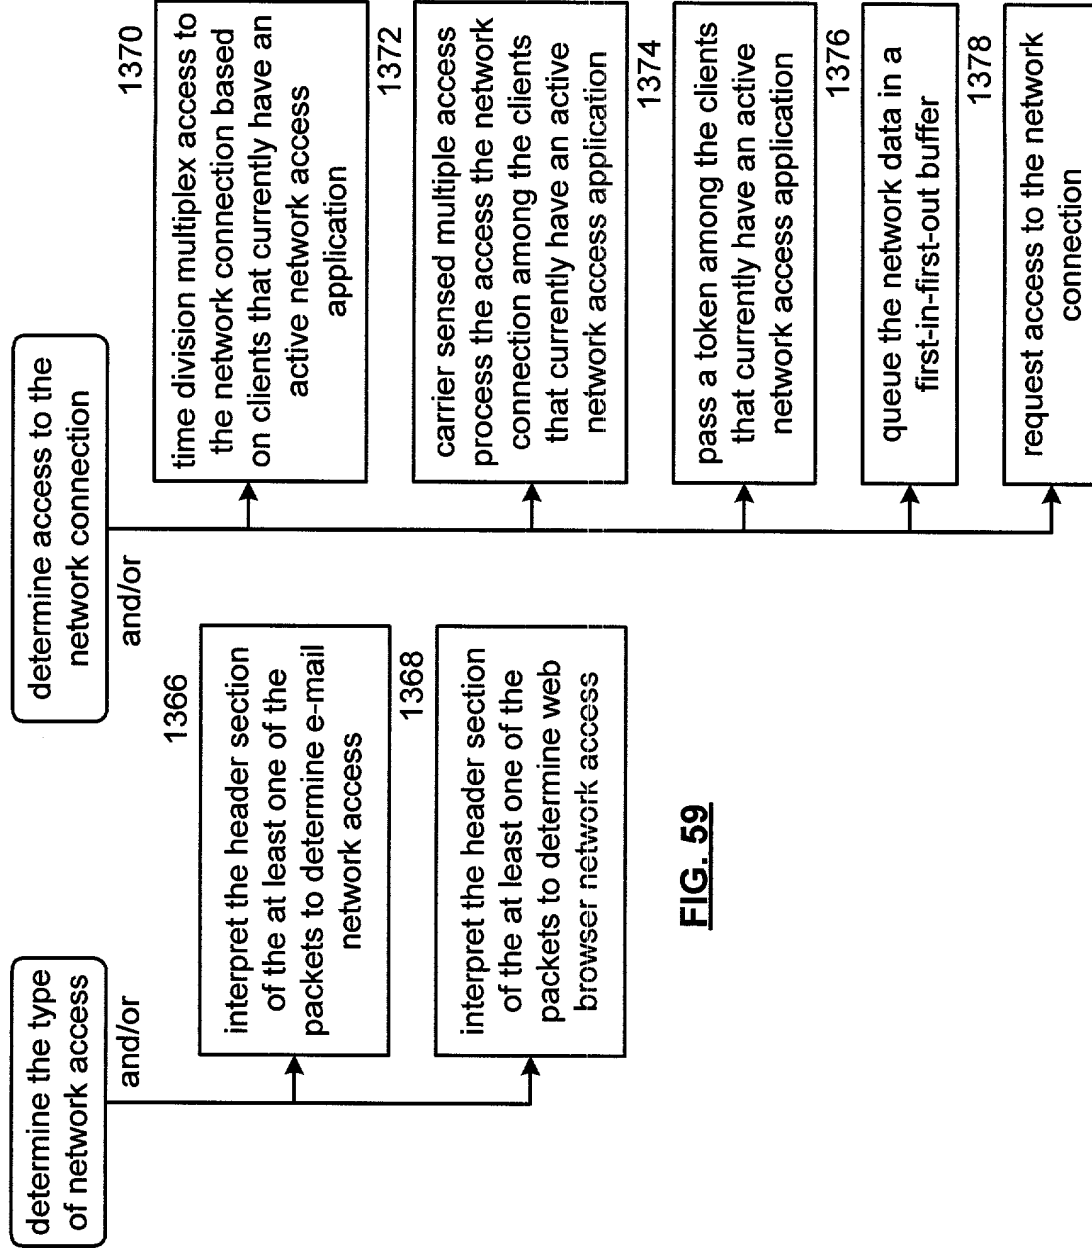 determine the type
of network access
and/or
1366
interpret the header section
of the at least one of the
packets to determine e-mail
network access
1368
interpret the header section
of the at least one of the
packets to determine web
browser network access
determine access to the
network connection
and/or
1370
time division multiplex access to
the network connection based
on clients that currently have an
active network access
application
1372
carrier sensed multiple access
process the access the network
connection among the clients
that currently have an active
network access application
1374
pass a token among the clients
that currently have an active
network access application
1376
queue the network data in a
first-in-first-out buffer
1378
request access to the network
connection
FIG. 59